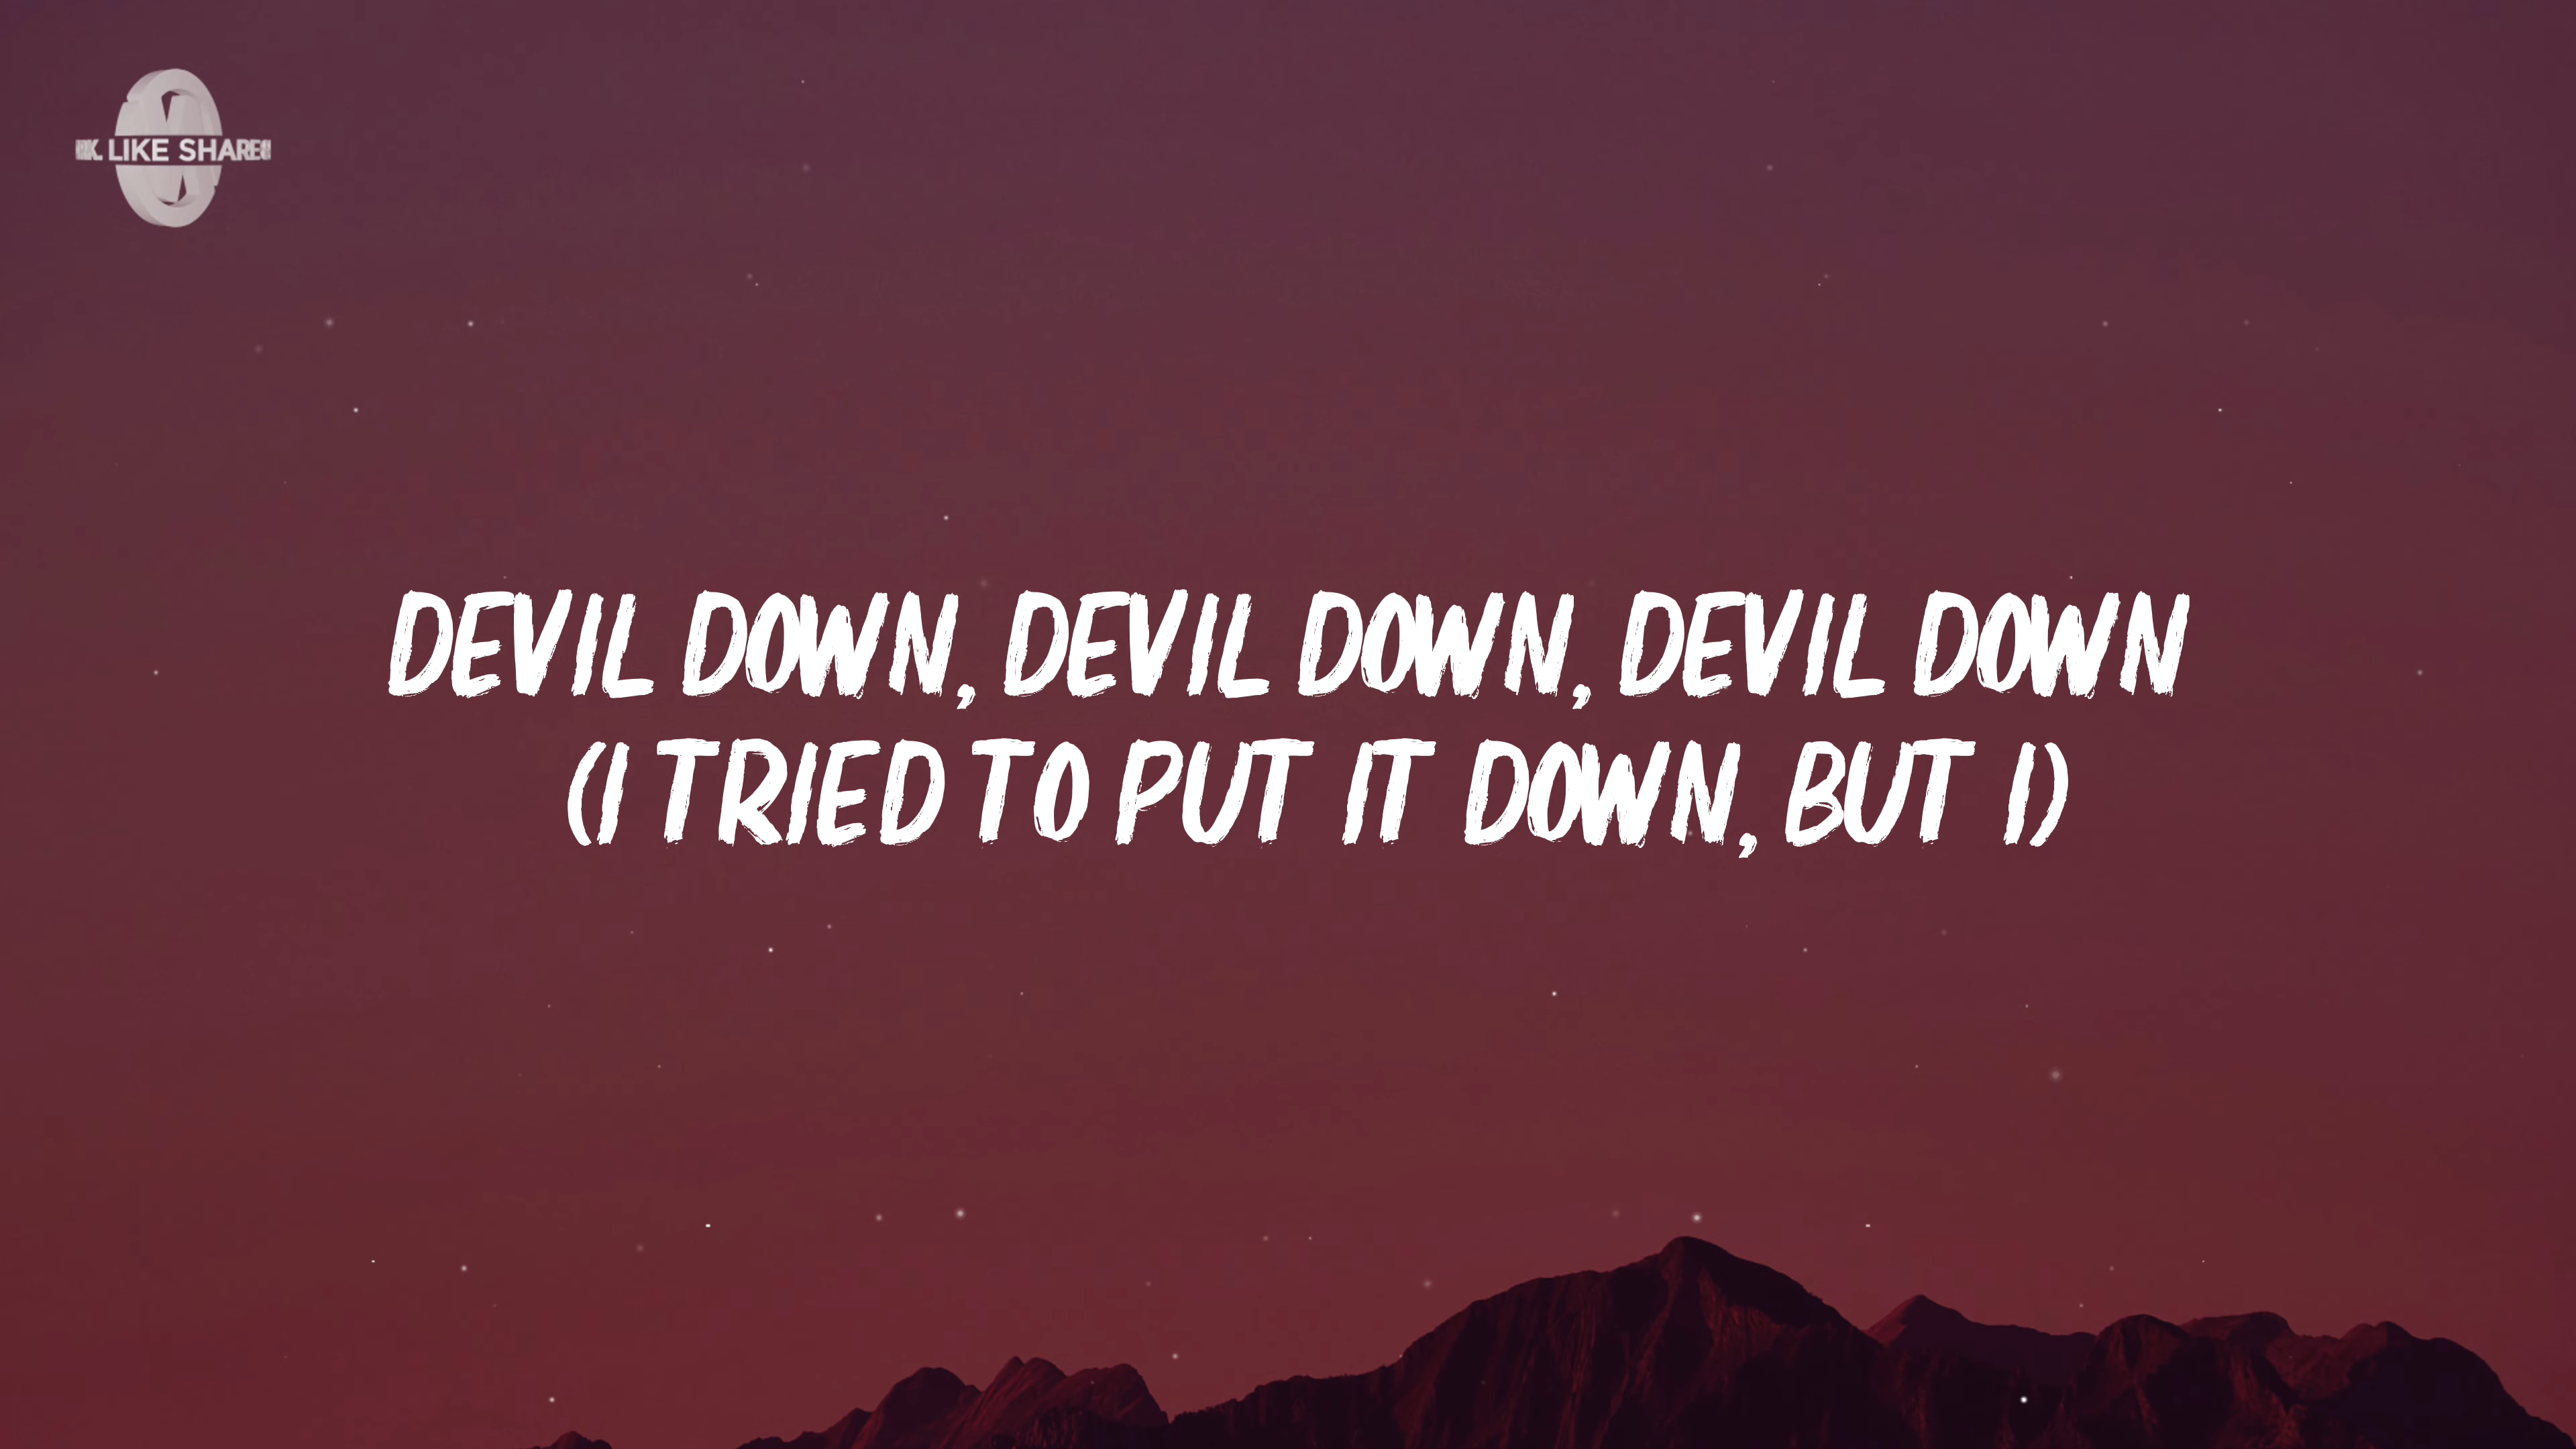 LIKE SHARE
DEVIL DOWN, DEVIL DOWN, DEVIL DOWN
(I TRIED TO PUT IT DOWN, BUT I)